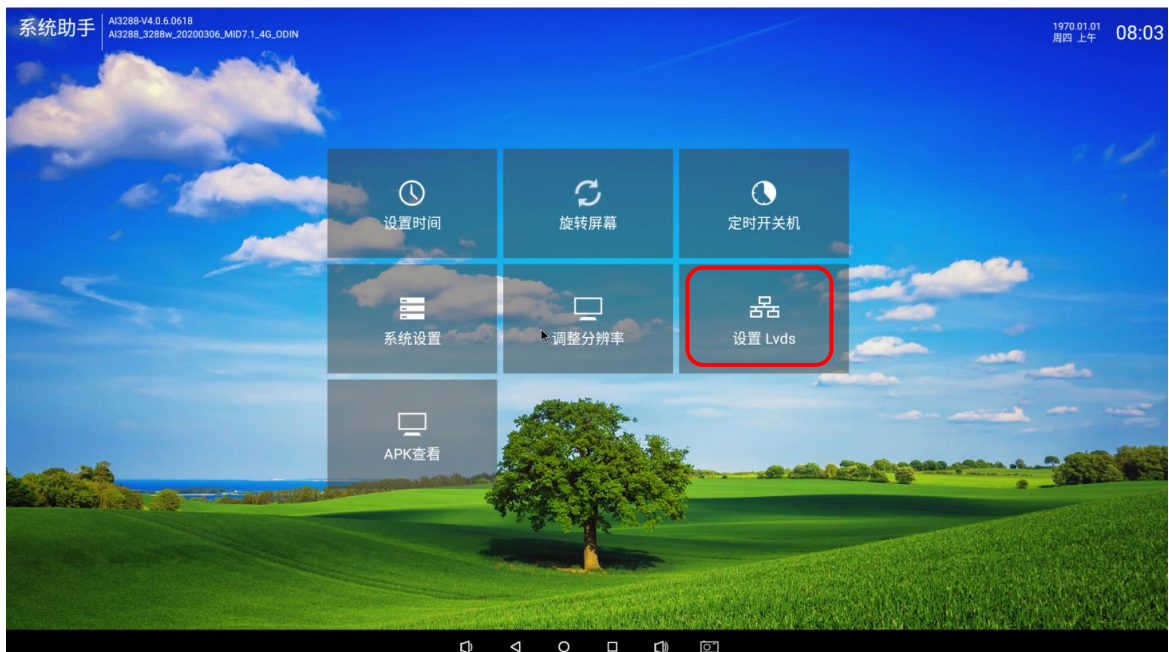 系统助手
AI3288-V4.0.6.0618
AI3288_3288w_20200306_MID7.1_4G_ODIN
1970.01.01
周四 上午
08:03
设置时间
旋转屏幕
定时开关机
系统设置
调整分辨率
设置 Lvds
APK查看